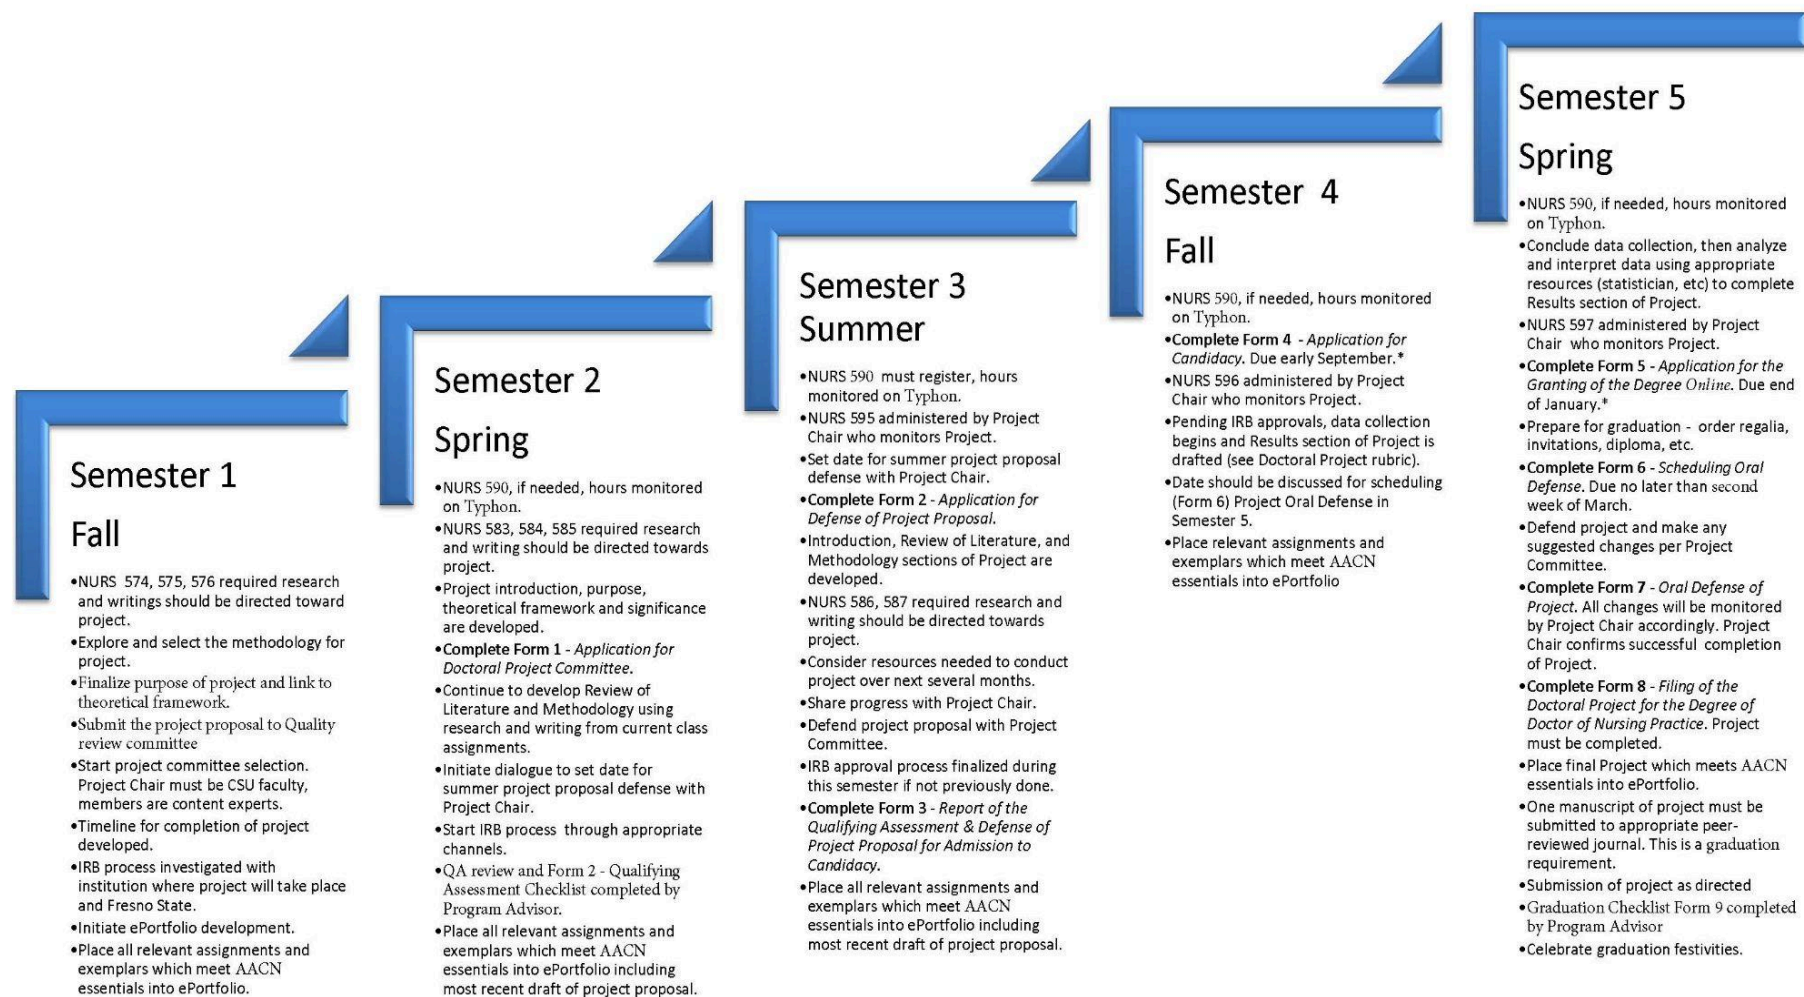 Semester 1
Fall
•NURS 574, 575, 576 required research
and writings should be directed toward
project.
•Explore and select the methodology for
project.
•Finalize purpose of project and link to
theoretical framework.
•Submit the project proposal to Quality
review committee
•Start project committee selection.
Project Chair must be CSU faculty,
members are content experts.
•Timeline for completion of project
developed.
•IRB process investigated with
institution where project will take place
and Fresno State.
•Initiate ePortfolio development.
•Place all relevant assignments and
exemplars which meet AACN
essentials into ePortfolio.
Semester 2
Spring
•NURS 590, if needed, hours monitored
on Typhon.
•NURS 583, 584, 585 required research
and writing should be directed towards
project.
•Project introduction, purpose,
theoretical framework and significance
are developed.
•Complete Form 1 - Application for
Doctoral Project Committee.
•Continue to develop Review of
Literature and Methodology using
research and writing from current class
assignments.
•Initiate dialogue to set date for
summer project proposal defense with
Project Chair.
•Start IRB process through appropriate
channels.
•QA review and Form 2 - Qualifying
Assessment Checklist completed by
Program Advisor.
•Place all relevant assignments and
exemplars which meet AACN
essentials into ePortfolio including
most recent draft of project proposal.
Semester 3
Summer
•NURS 590 must register, hours
monitored on Typhon.
•NURS 595 administered by Project
Chair who monitors Project.
•Set date for summer project proposal
defense with Project Chair.
•Complete Form 2 - Application for
Defense of Project Proposal.
•Introduction, Review of Literature, and
Methodology sections of Project are
developed.
•NURS 586, 587 required research and
writing should be directed towards
project.
•Consider resources needed to conduct
project over next several months.
•Share progress with Project Chair.
•Defend project proposal with Project
Committee.
•IRB approval process finalized during
this semester if not previously done.
•Complete Form 3 - Report of the
Qualifying Assessment & Defense of
Project Proposal for Admission to
Candidacy.
•Place all relevant assignments and
exemplars which meet AACN
essentials into ePortfolio including
most recent draft of project proposal.
Semester 4
Fall
•NURS 590, if needed, hours monitored
on Typhon.
•Complete Form 4 - Application for
Candidacy. Due early September.*
•NURS 596 administered by Project
Chair who monitors Project.
•Pending IRB approvals, data collection
begins and Results section of Project is
drafted (see Doctoral Project rubric).
•Date should be discussed for scheduling
(Form 6) Project Oral Defense in
Semester 5.
•Place relevant assignments and
exemplars which meet AACN
essentials into ePortfolio
Semester 5
Spring
•NURS 590, if needed, hours monitored
on Typhon.
•Conclude data collection, then analyze
and interpret data using appropriate
resources (statistician, etc) to complete
Results section of Project.
•NURS 597 administered by Project
Chair who monitors Project.
•Complete Form 5 - Application for the
Granting of the Degree Online. Due end
of January.*
•Prepare for graduation - order regalia,
invitations, diploma, etc.
•Complete Form 6 - Scheduling Oral
Defense. Due no later than second
week of March.
•Defend project and make any
suggested changes per Project
Committee.
•Complete Form 7 - Oral Defense of
Project. All changes will be monitored
by Project Chair accordingly. Project
Chair confirms successful completion
of Project.
•Complete Form 8 - Filing of the
Doctoral Project for the Degree of
Doctor of Nursing Practice. Project
must be completed.
•Place final Project which meets AACN
essentials into ePortfolio.
•One manuscript of project must be
submitted to appropriate peer-
reviewed journal. This is a graduation
requirement.
•Submission of project as directed
•Graduation Checklist Form 9 completed
by Program Advisor
•Celebrate graduation festivities.